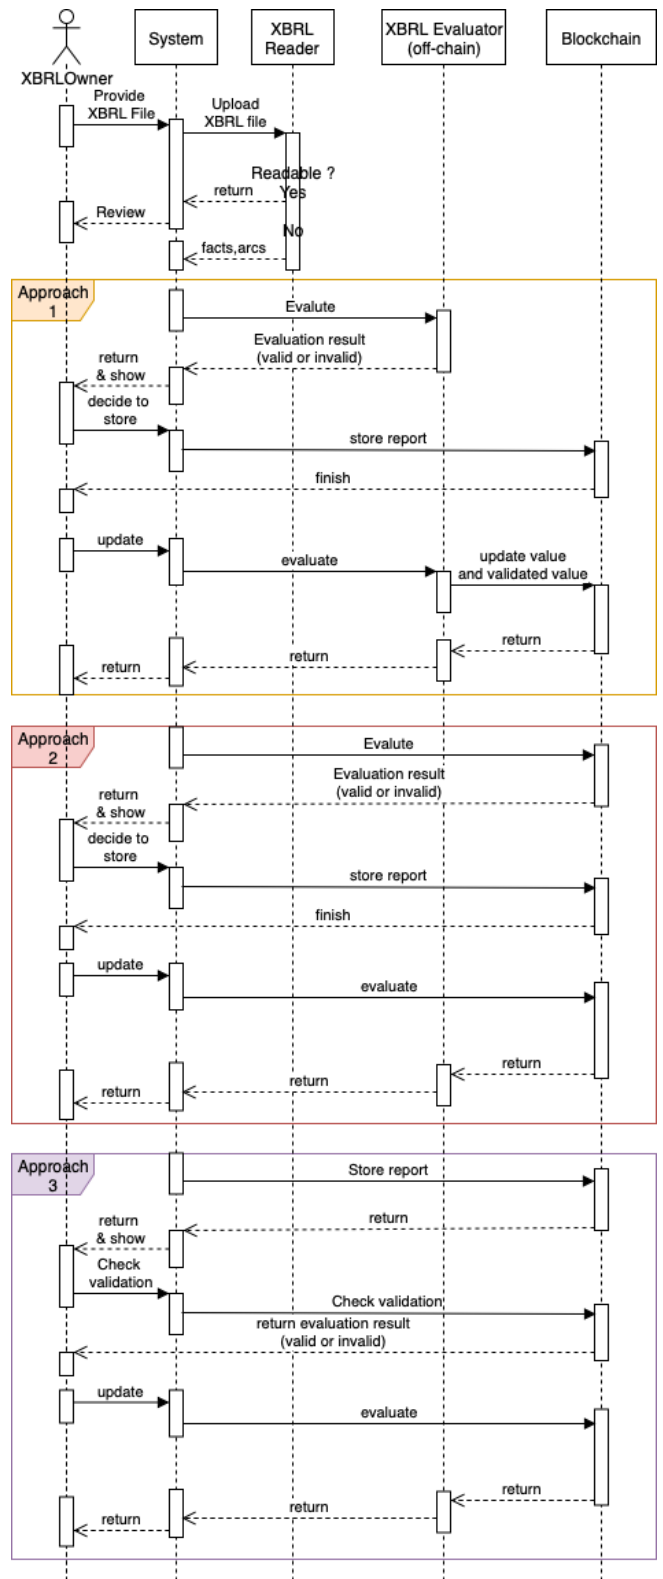 XBRLOwner
System
XBRL
Reader
XBRL Evaluator
(off-chain)
Blockchain
Provide
XBRL File
Upload
XBRL file
Readable ?
Yes
return
Review
No
facts,arcs
Approach
1
Evalute
Evaluation result
(valid or invalid)
return
& show
decide to
store
store report
finish
update
evaluate
update value
and validated value
return
return
return
Approach
2
Evalute
Evaluation result
(valid or invalid)
return
& show
decide to
store
store report
finish
update
evaluate
return
return
return
Approach
3
Store report
return
return
& show
Check
validation
Check validation
return evaluation result
(valid or invalid)
update
evaluate
return
return
return